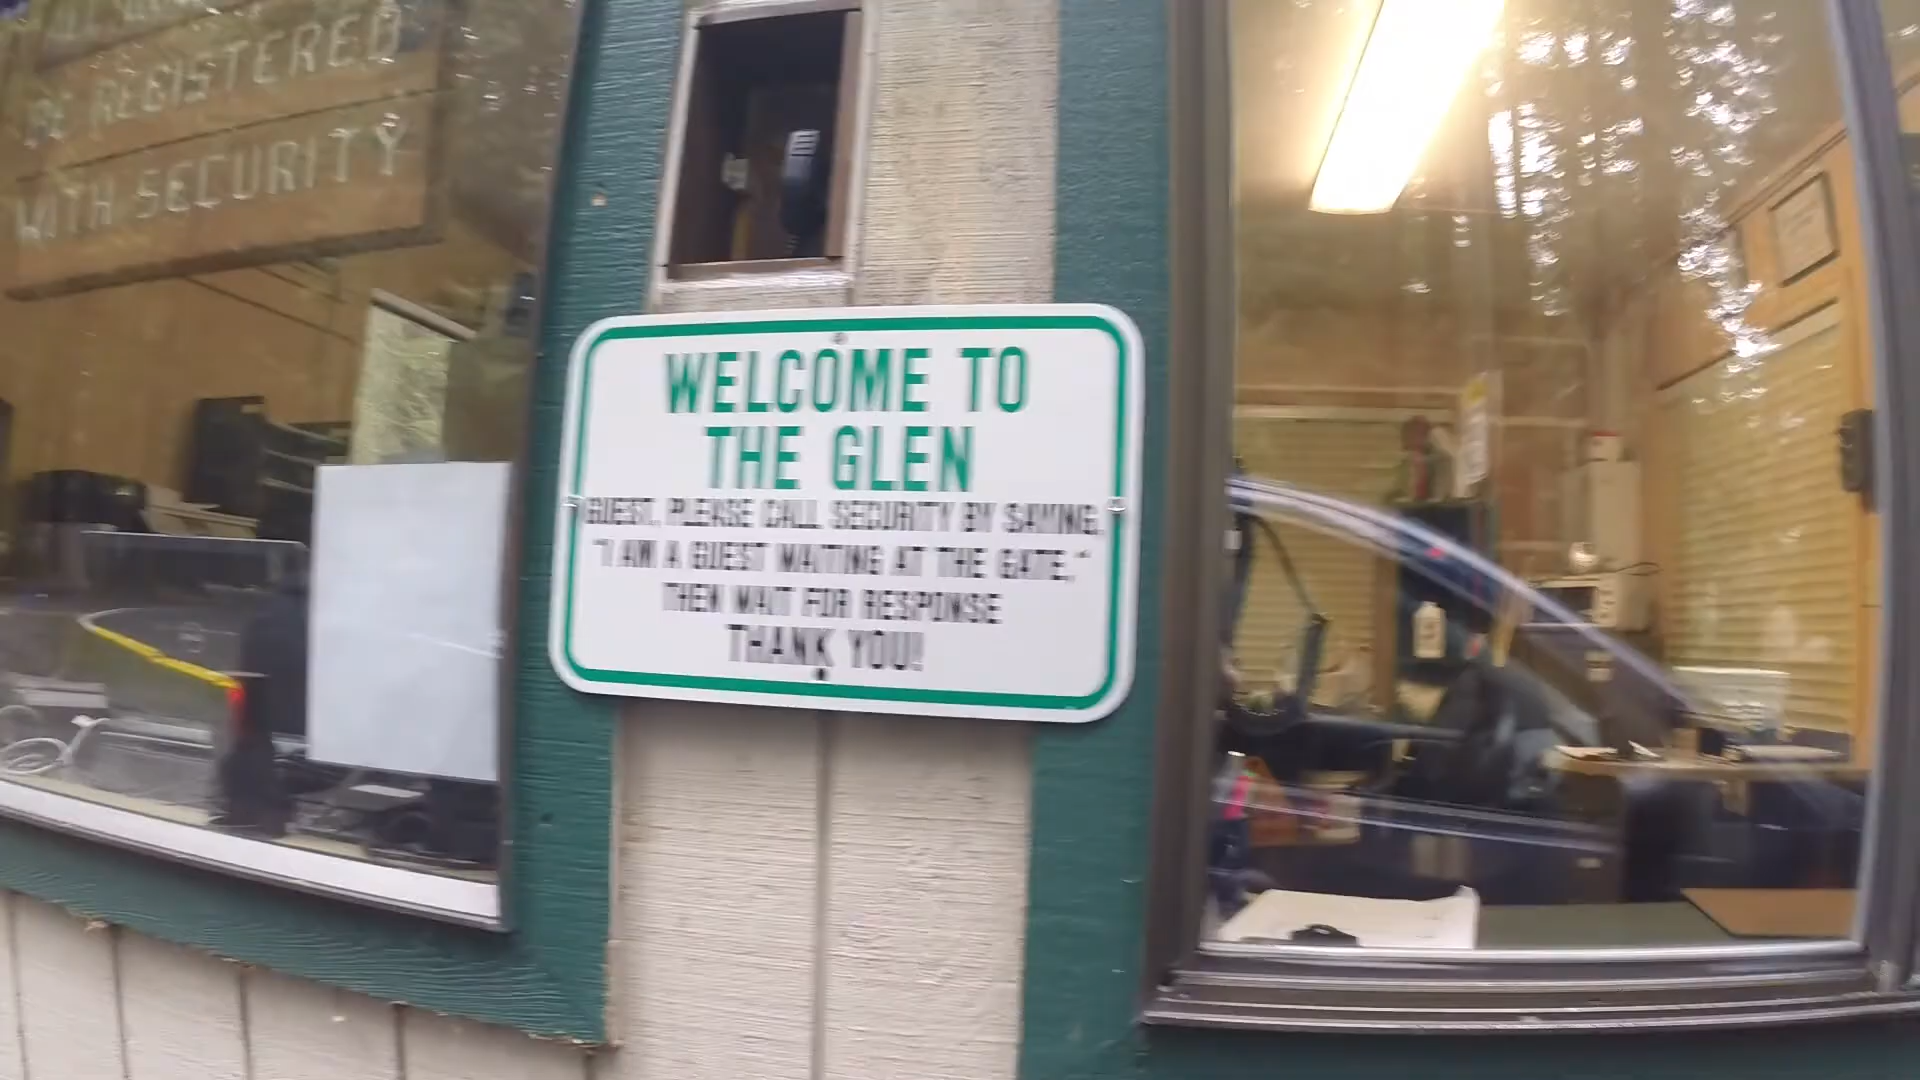 BE REGISTERED
WITH SECURITY
WELCOME TO
THE GLEN
GUEST, PLEASE CALL SECURITY BY SAYING,
"I AM A GUEST WAITING AT THE GATE."
THEN WAIT FOR RESPONSE
THANK YOU!